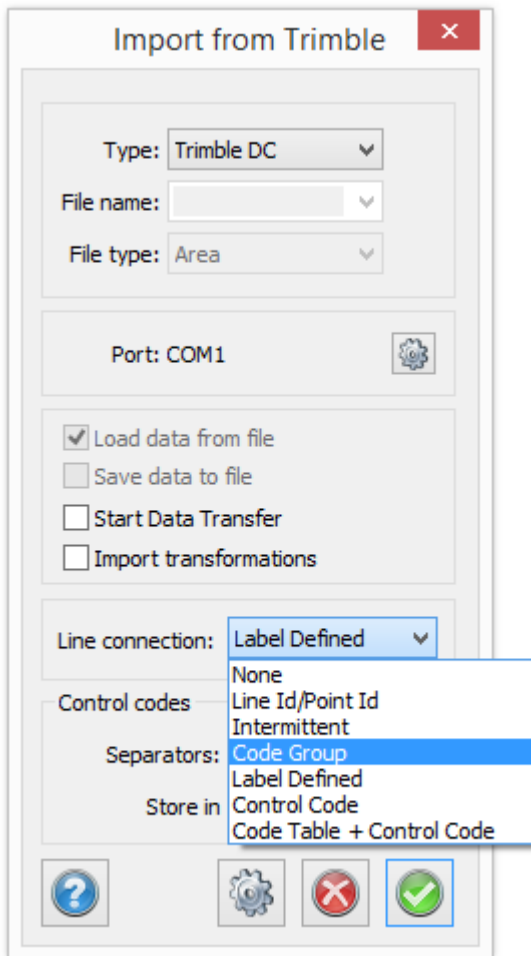 Import from Trimble
Type: Trimble DC
File name:
File type: Area
Port: COM1
Load data from file
Save data to file
Start Data Transfer
Import transformations
Line connection: Label Defined
None
Line Id/Point Id
Control codes
Intermittent
Separators: Code Group
Label Defined
Store in Control Code
Code Table + Control Code